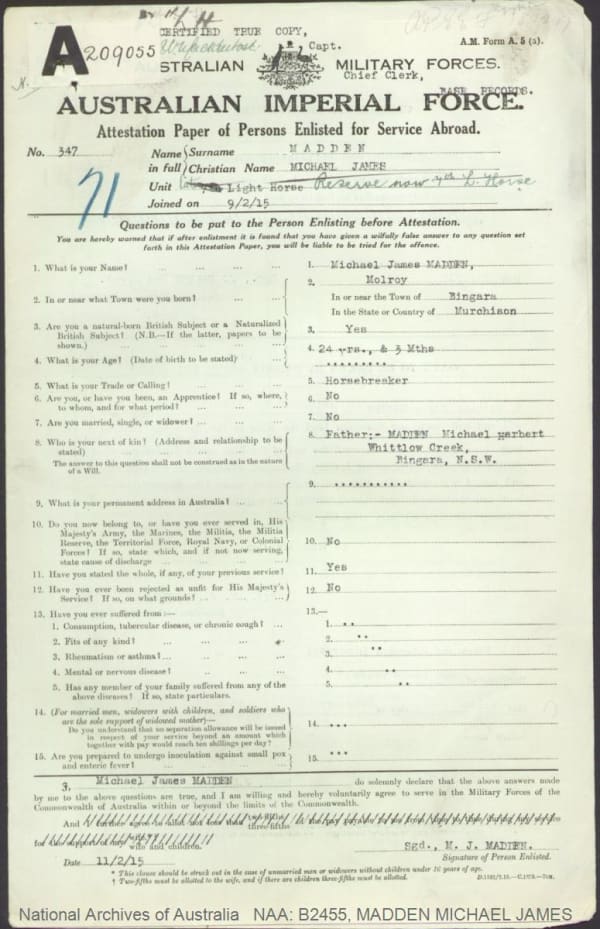 CERTIFIED TRUE COPY,
A 209055
Capt.
A.M. Form A. 5 (a).
STRALIAN MILITARY FORCES.
Chief Clerk,
BASE RECORDS.
AUSTRALIAN IMPERIAL FORCE.
Attestation Paper of Persons Enlisted for Service Abroad.
No. 347
Name in full
Surname MADDEN
Christian Name MICHAEL JAMES
Unit Light Horse Reserve now 7th L. Horse
Joined on 9/2/15
71
Questions to be put to the Person Enlisting before Attestation.
You are hereby warned that if after enlistment it is found that you have given a wilfully false answer to any question set
forth in this Attestation Paper, you will be liable to be tried for the offence.
1. What is your Name? ... 1. Michael James MADDEN,
2. In or near what Town were you born? ... 2. Molroy
In or near the Town of Bingara
In the State or Country of Murchison
3. Are you a natural-born British Subject or a Naturalized
British Subject? (N.B.—If the latter, papers to be
shown.) 3. Yes
4. What is your Age? (Date of birth to be stated) 4. 24 yrs., & 3 Mths
5. What is your Trade or Calling? ... 5. Horsebreaker
6. Are you, or have you been, an Apprentice? If so, where,
to whom, and for what period? ... 6. No
7. Are you married, single, or widower? ... 7. No
8. Who is your next of kin? (Address and relationship to be
stated) 8. Father:- MADDEN Michael Herbert
Whittlow Creek,
Bingara, N.S.W.
The answer to this question shall not be construed as in the nature
of a Will.
9. What is your permanent address in Australia? ... 9. ...........
10. Do you now belong to, or have you ever served in, His
Majesty's Army, the Marines, the Militia, the Militia
Reserve, the Territorial Force, Royal Navy, or Colonial
Forces? If so, state which, and if not now serving,
state cause of discharge ... 10. No
11. Have you stated the whole, if any, of your previous service? 11. Yes
12. Have you ever been rejected as unfit for His Majesty's
Service? If so, on what grounds? ... 12. No
13. Have you ever suffered from :— 13.—
1. Consumption, tubercular disease, or chronic cough? ... 1. ..
2. Fits of any kind? ... 2. ..
3. Rheumatism or asthma? ... 3. ..
4. Mental or nervous disease? ... 4. ..
5. Has any member of your family suffered from any of the
above diseases? If so, state particulars. 5. ..
14. (For married men, widowers with children, and soldiers who
are the sole support of widowed mother)—
Do you understand that no separation allowance will be issued
in respect of your service beyond an amount which
together with pay would reach ten shillings per day? 14. ...
15. Are you prepared to undergo inoculation against small pox
and enteric fever? 15. ...
I, Michael James MADDEN do solemnly declare that the above answers made
by me to the above questions are true, and I am willing and hereby voluntarily agree to serve in the Military Forces of the
Commonwealth of Australia within or beyond the limits of the Commonwealth.
And
three-fifths
wife and children.
Sgd., M. J. MADDEN.
Date 11/2/15
Signature of Person Enlisted.
* This clause should be struck out in the case of unmarried men or widowers without children under 16 years of age.
† Two-fifths must be allotted to the wife, and if there are children three-fifths must be allotted.
National Archives of Australia NAA: B2455, MADDEN MICHAEL JAMES